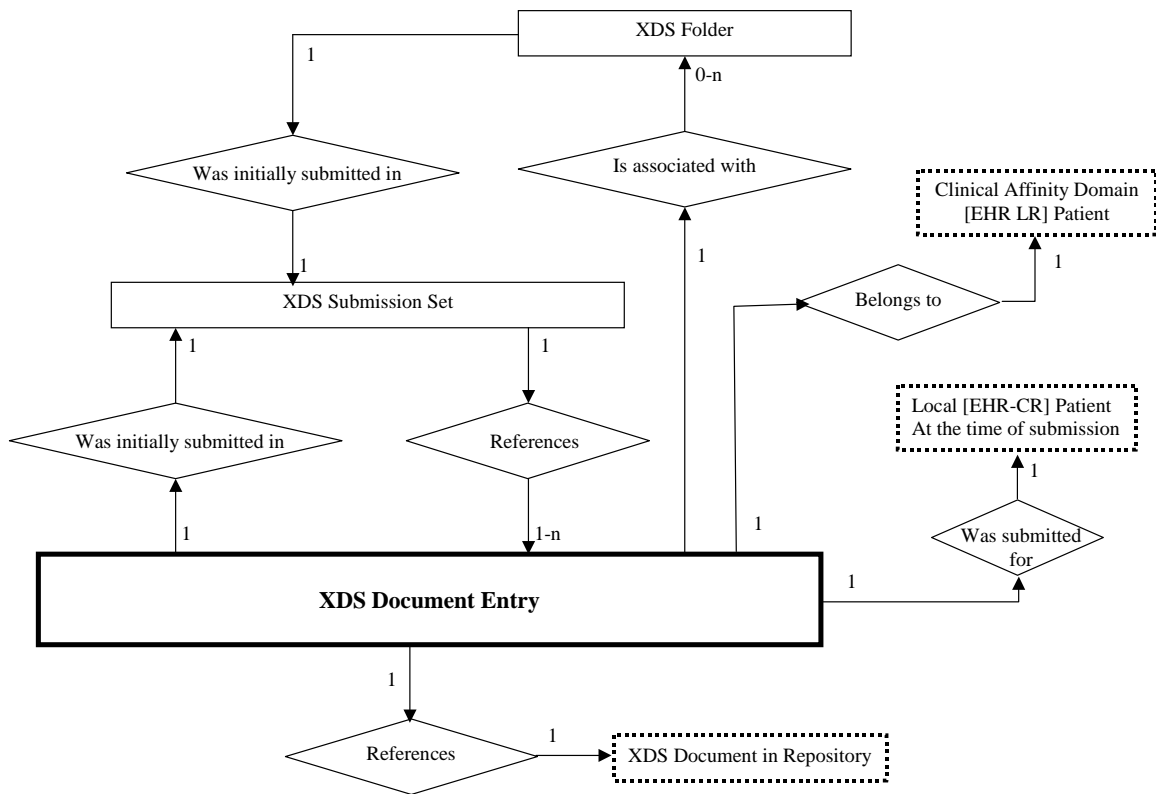 XDS Folder
1
0-n
Was initially submitted in
Is associated with
Clinical Affinity Domain
[EHR LR] Patient
1
1
1
XDS Submission Set
Belongs to
1
1
Local [EHR-CR] Patient
At the time of submission
Was initially submitted in
References
1
1
1-n
1
Was submitted
for
1
XDS Document Entry
1
References
1
XDS Document in Repository